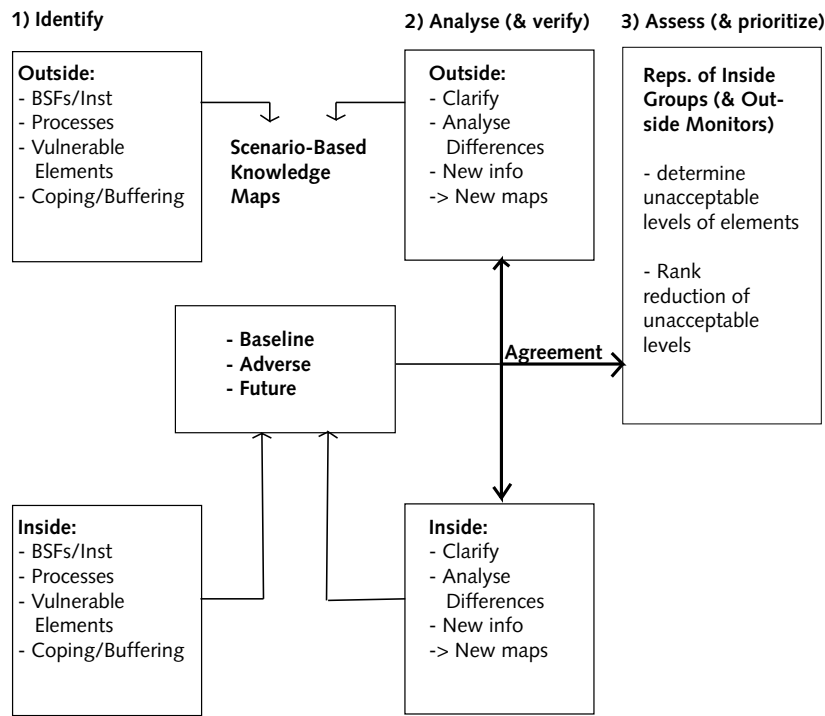 1) Identify
2) Analyse (& verify)
3) Assess (& prioritize)
Outside:
- BSFs/Inst
- Processes
- Vulnerable
Elements
- Coping/Buffering
Scenario-Based
Knowledge
Maps
Outside:
- Clarify
- Analyse
Differences
- New info
-> New maps
Reps. of Inside
Groups (& Out-
side Monitors)
- determine
unacceptable
levels of elements
- Rank
reduction of
unacceptable
levels
- Baseline
- Adverse
- Future
Agreement
Inside:
- BSFs/Inst
- Processes
- Vulnerable
Elements
- Coping/Buffering
Inside:
- Clarify
- Analyse
Differences
- New info
-> New maps